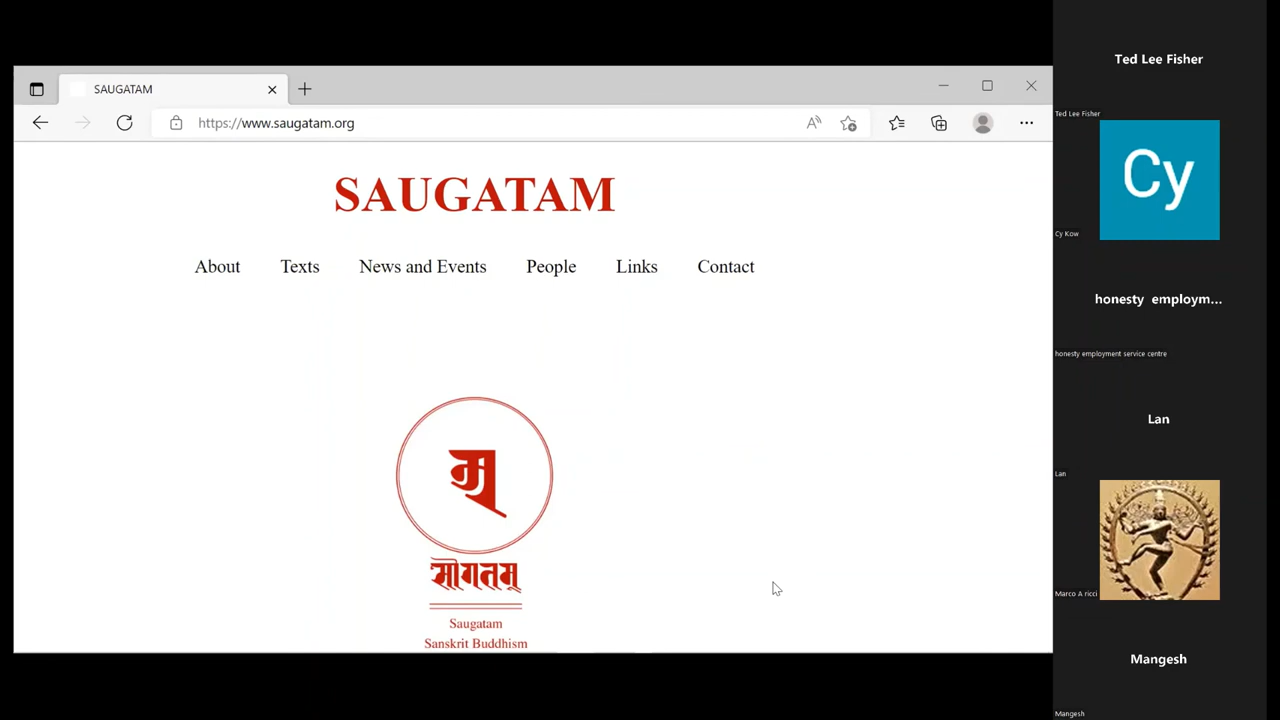 SAUGATAM
https://www.saugatam.org
SAUGATAM
About Texts News and Events People Links Contact
सौगतम्
Saugatam
Sanskrit Buddhism
Ted Lee Fisher
Ted Lee Fisher
Cy
Cy Kow
honesty employm...
honesty employment service centre
Lan
Lan
Marco A ricci
Mangesh
Mangesh